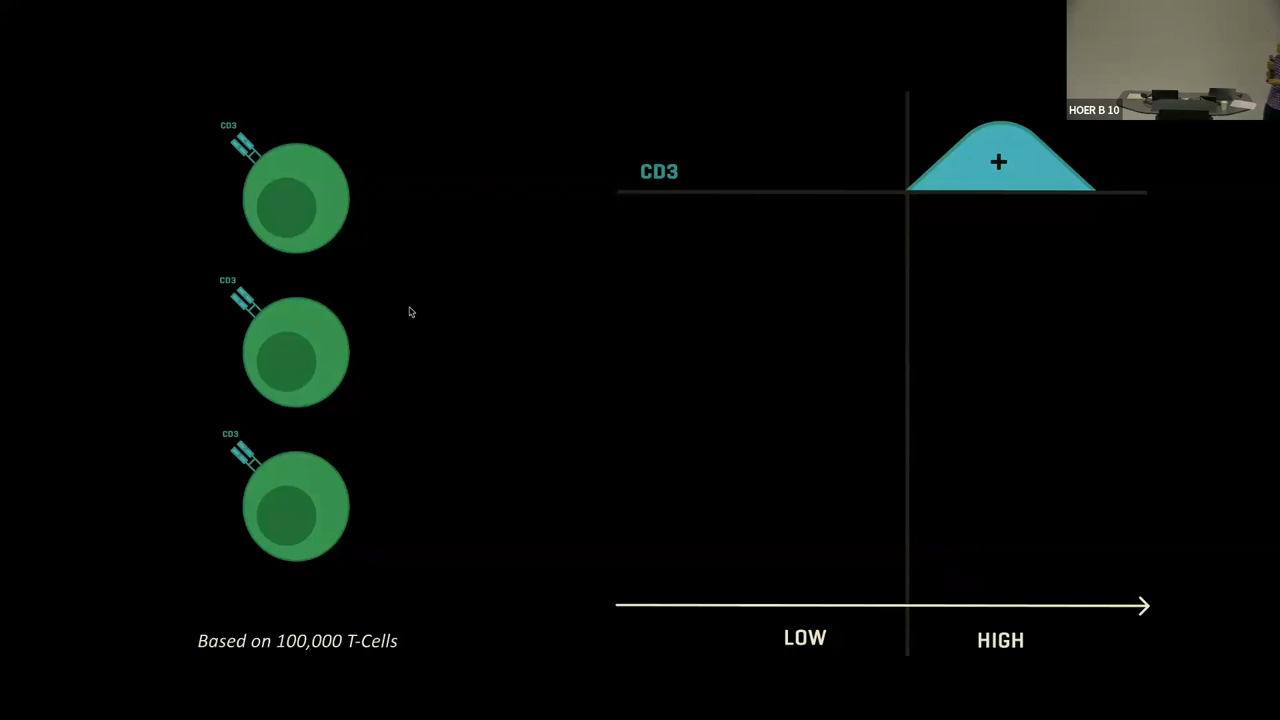 HOER B 10
CD3
CD3
CD3
CD3
Based on 100,000 T-Cells
LOW
HIGH
+